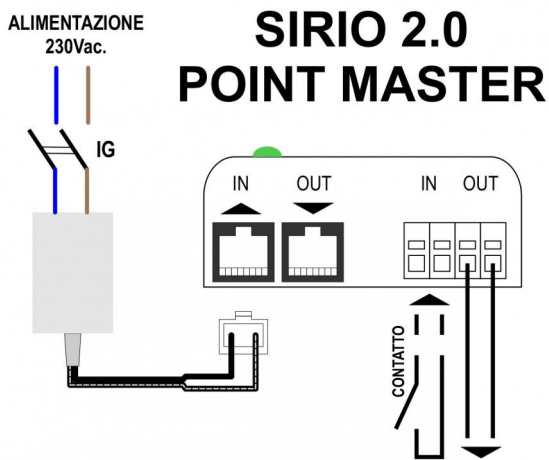 ALIMENTAZIONE
230Vac.
SIRIO 2.0
POINT MASTER
IG
IN OUT
IN OUT
CONTATTO